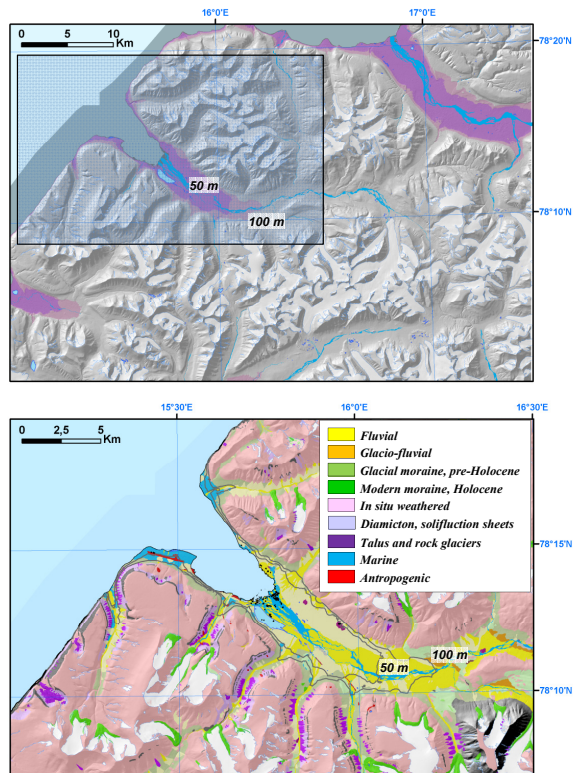 16°0'E 17°0'E
0 5 10
Km
78°20'N
50 m
100 m
78°10'N
15°30'E 16°0'E 16°30'E
0 2,5 5
Km
Fluvial
Glacio-fluvial
Glacial moraine, pre-Holocene
Modern moraine, Holocene
In situ weathered
Diamicton, solifluction sheets
Talus and rock glaciers
Marine
Antropogenic
78°15'N
100 m
50 m
78°10'N